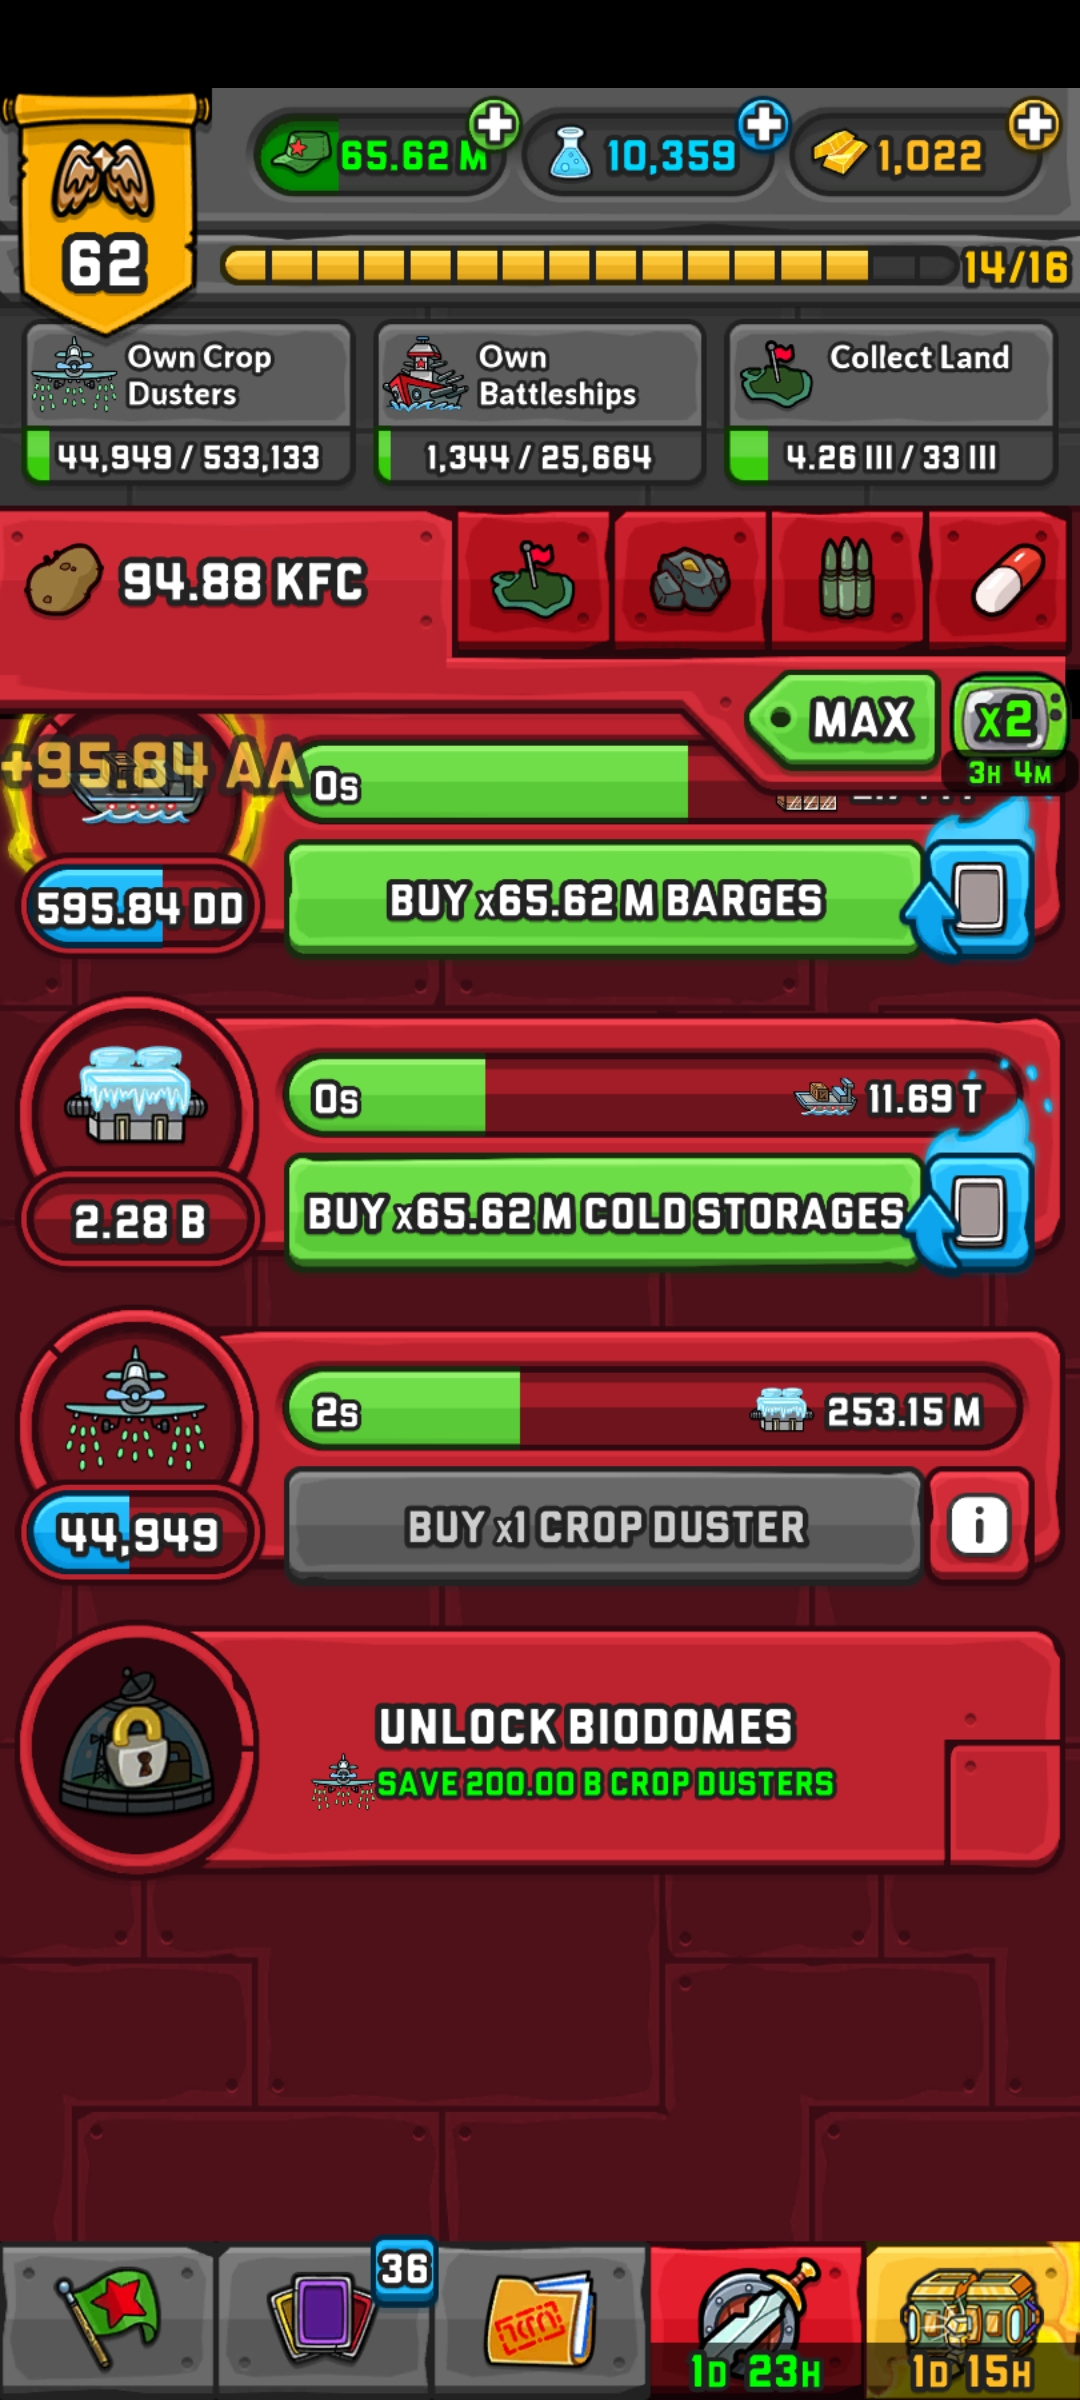 65.62 M
10,359
1,022
62
14/16
Own Crop
Dusters
44,949 / 533,133
Own
Battleships
1,344 / 25,664
Collect Land
4.26 III / 33 III
94.88 KFC
MAX
x2
3H 4M
+95.84 AA
0s
595.84 DD
BUY x65.62 M BARGES
0s
11.69 T
2.28 B
BUY x65.62 M COLD STORAGES
2s
253.15 M
44,949
BUY x1 CROP DUSTER
i
UNLOCK BIODOMES
SAVE 200.00 B CROP DUSTERS
36
1D 23H
1D 15H